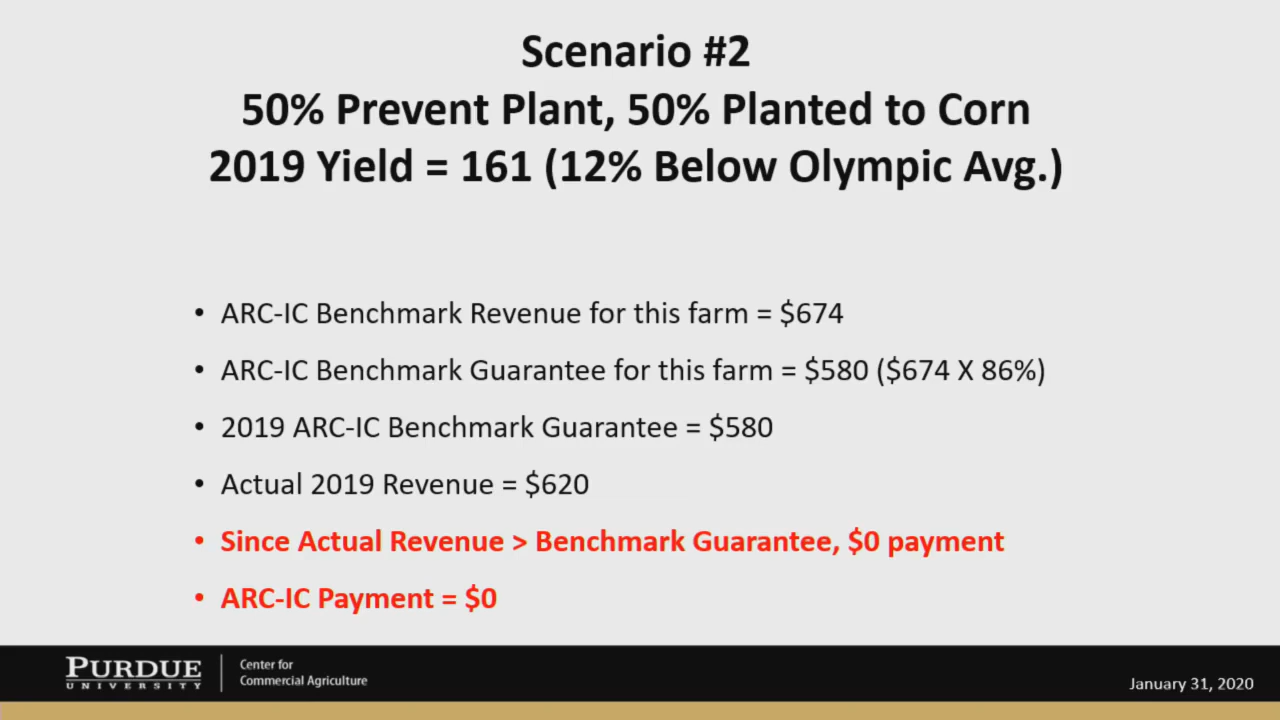 Scenario #2
50% Prevent Plant, 50% Planted to Corn
2019 Yield = 161 (12% Below Olympic Avg.)
• ARC-IC Benchmark Revenue for this farm = $674
• ARC-IC Benchmark Guarantee for this farm = $580 ($674 X 86%)
• 2019 ARC-IC Benchmark Guarantee = $580
• Actual 2019 Revenue = $620
• Since Actual Revenue > Benchmark Guarantee, $0 payment
• ARC-IC Payment = $0
PURDUE
UNIVERSITY
Center for
Commercial Agriculture
January 31, 2020